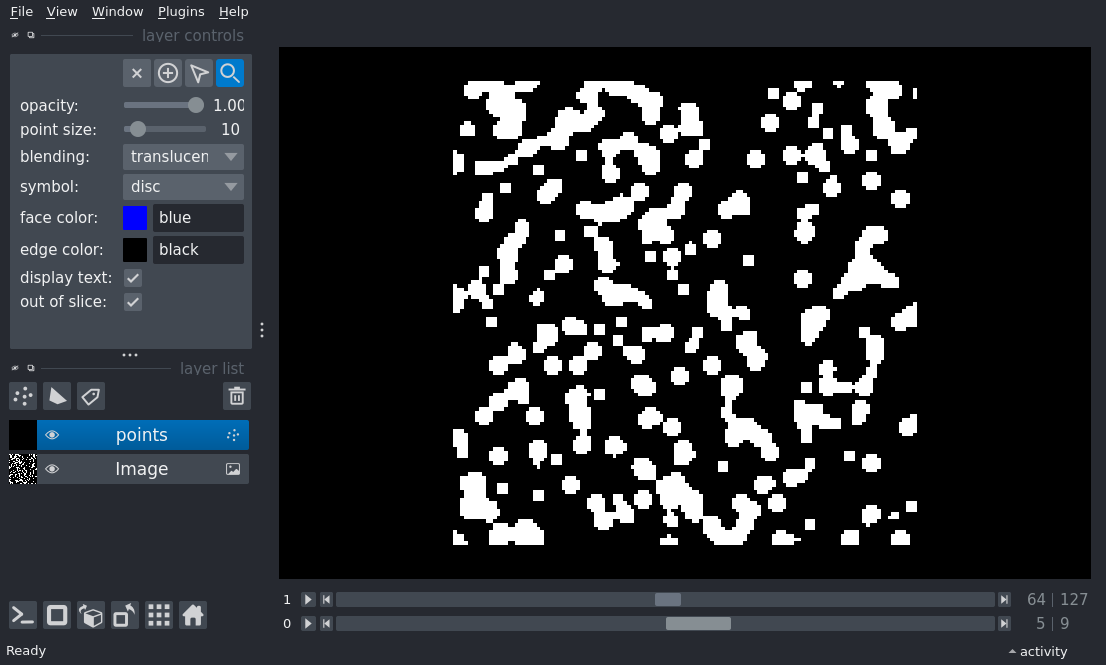 File View Window Plugins Help
layer controls
opacity: 1.00
point size: 10
blending: translucen
symbol: disc
face color: blue
edge color: black
display text:
out of slice:
layer list
points
Image
1 64 | 127
0 5 | 9
Ready activity